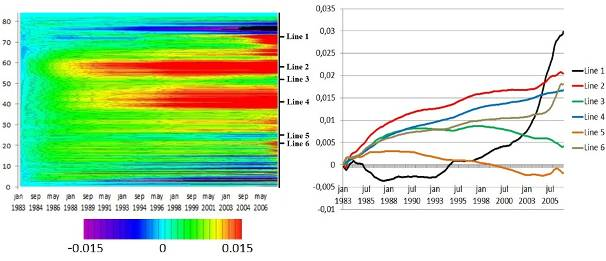 80
70
60
50
40
30
20
10
0
Line 1
Line 2
Line 3
Line 4
Line 5
Line 6
jan sep may jan sep may jan sep may jan sep may
1983 1984 1986 1988 1989 1991 1993 1994 1996 1998 1999 2001 2003 2004 2006
-0.015 0 0.015
0,035
0,03
0,025
0,02
0,015
0,01
0,005
0
-0,005
-0,01
jan jul jan jul jan jul jan jul jan jul
1983 1985 1988 1990 1993 1995 1998 2000 2003 2005
Line 1
Line 2
Line 3
Line 4
Line 5
Line 6